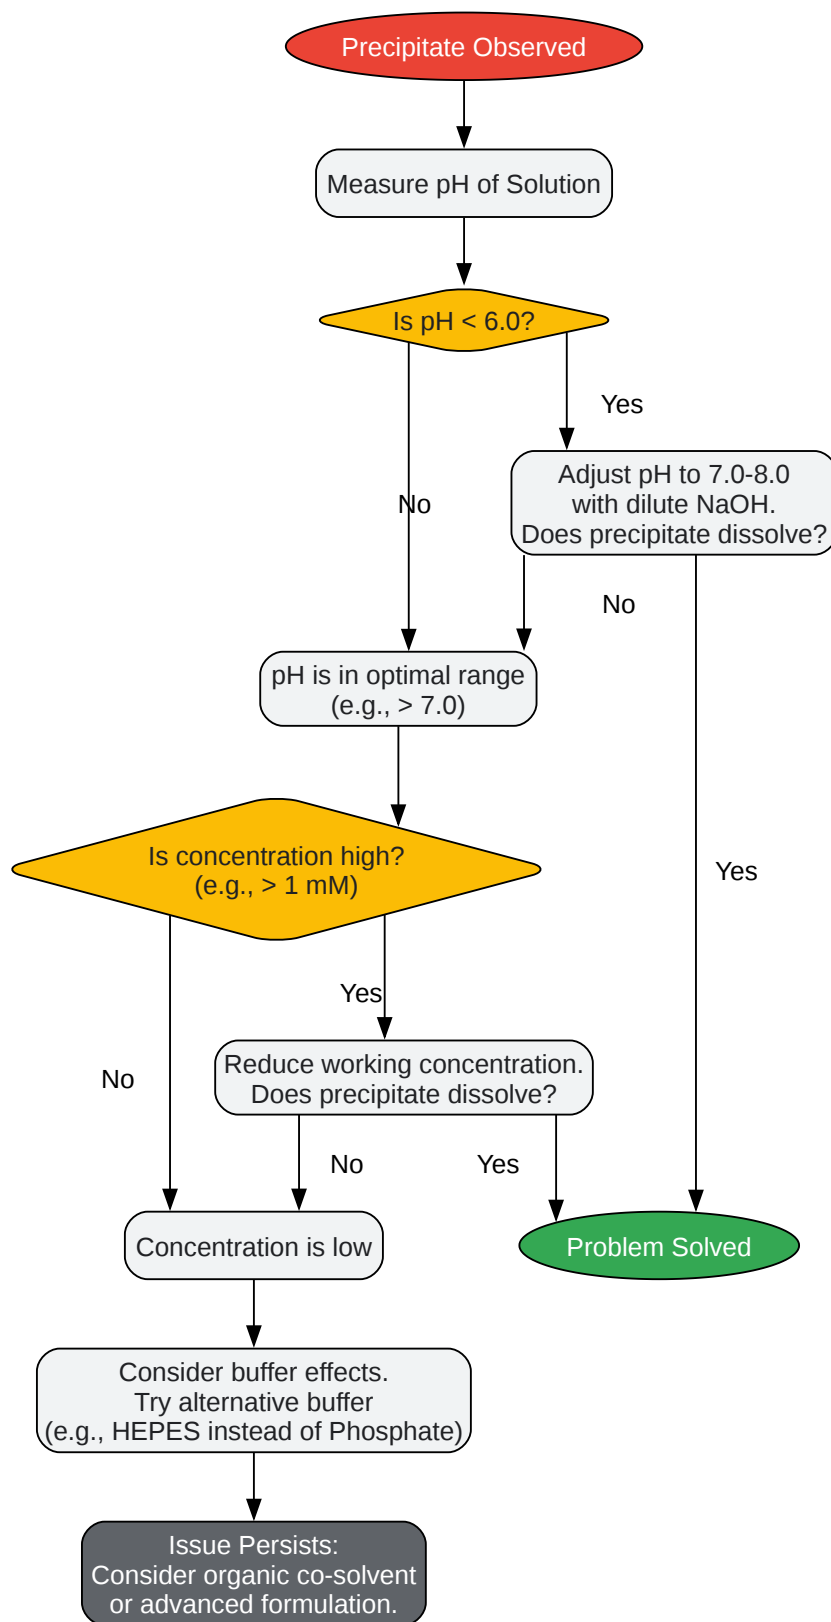 Precipitate Observed
Measure pH of Solution
Is pH < 6.0?
Yes
Adjust pH to 7.0-8.0
with dilute NaOH.
Does precipitate dissolve?
No
No
pH is in optimal range
(e.g., > 7.0)
Is concentration high?
(e.g., > 1 mM)
Yes
Yes
Reduce working concentration.
Does precipitate dissolve?
No
No
Yes
Concentration is low
Problem Solved
Consider buffer effects.
Try alternative buffer
(e.g., HEPES instead of Phosphate)
Issue Persists:
Consider organic co-solvent
or advanced formulation.